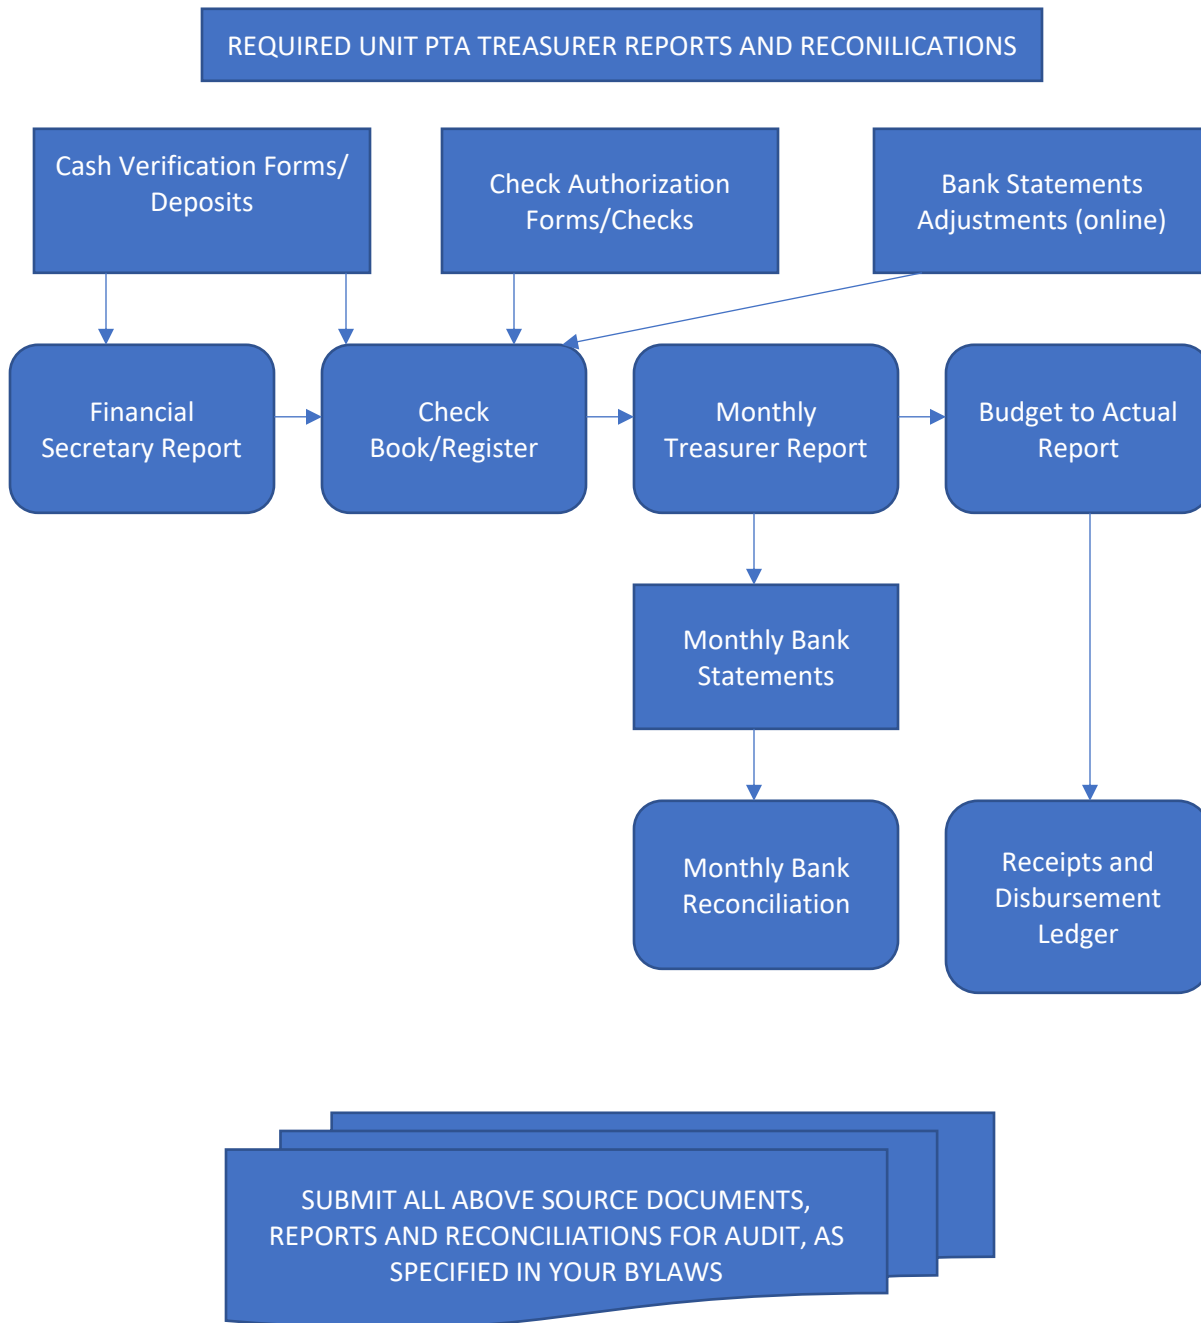 REQUIRED UNIT PTA TREASURER REPORTS AND RECONILICATIONS
Cash Verification Forms/
Deposits
Check Authorization
Forms/Checks
Bank Statements
Adjustments (online)
Financial
Secretary Report
Check
Book/Register
Monthly
Treasurer Report
Budget to Actual
Report
Monthly Bank
Statements
Monthly Bank
Reconciliation
Receipts and
Disbursement
Ledger
SUBMIT ALL ABOVE SOURCE DOCUMENTS,
REPORTS AND RECONCILIATIONS FOR AUDIT, AS
SPECIFIED IN YOUR BYLAWS